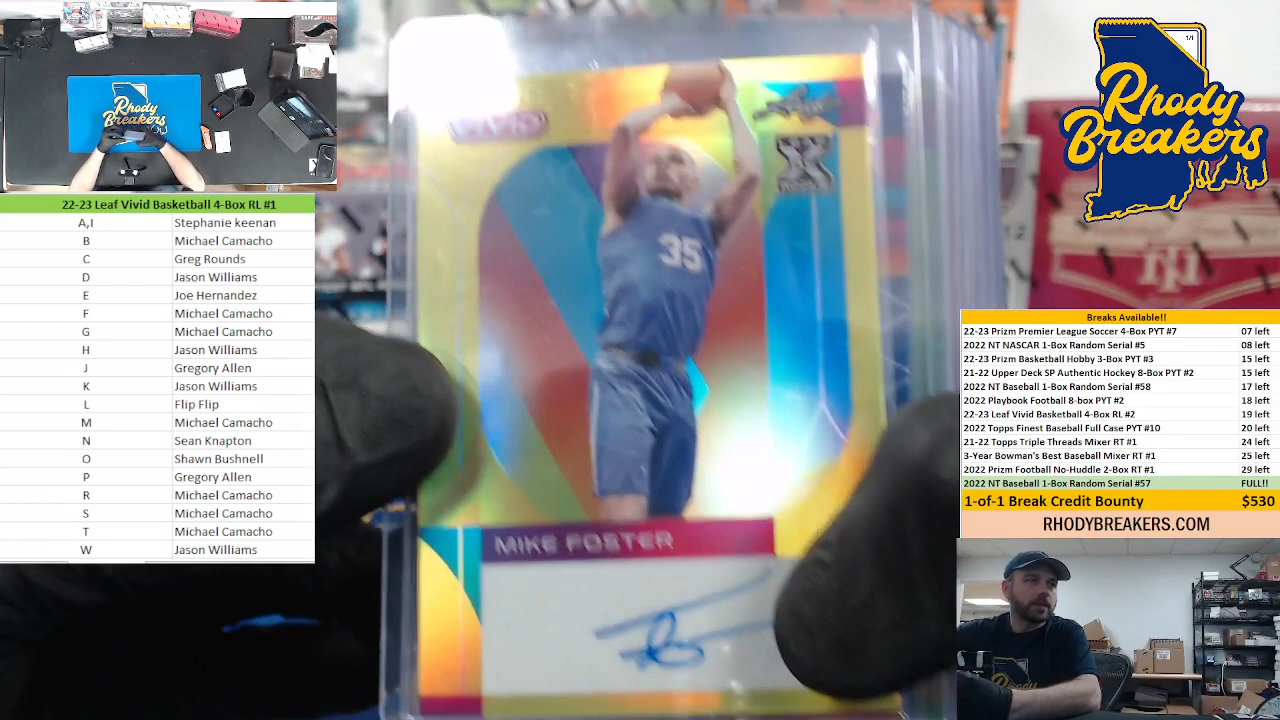 Rhody
Breakers
22-23 Leaf Vivid Basketball 4-Box RL #1
A,I Stephanie keenan
B Michael Camacho
C Greg Rounds
D Jason Williams
E Joe Hernandez
F Michael Camacho
G Michael Camacho
H Jason Williams
J Gregory Allen
K Jason Williams
L Flip Flip
M Michael Camacho
N Sean Knapton
O Shawn Bushnell
P Gregory Allen
R Michael Camacho
S Michael Camacho
T Michael Camacho
W Jason Williams
35
MIKE FOSTER
1/1
Rhody
Breakers
Breaks Available!!
22-23 Prizm Premier League Soccer 4-Box PYT #7 07 left
2022 NT NASCAR 1-Box Random Serial #5 08 left
22-23 Prizm Basketball Hobby 3-Box PYT #3 15 left
21-22 Upper Deck SP Authentic Hockey 8-Box PYT #2 15 left
2022 NT Baseball 1-Box Random Serial #58 17 left
2022 Playbook Football 8-box PYT #2 18 left
22-23 Leaf Vivid Basketball 4-Box RL #2 19 left
2022 Topps Finest Baseball Full Case PYT #10 20 left
21-22 Topps Triple Threads Mixer RT #1 24 left
3-Year Bowman's Best Baseball Mixer RT #1 25 left
2022 Prizm Football No-Huddle 2-Box RT #1 29 left
2022 NT Baseball 1-Box Random Serial #57 FULL!!
1-of-1 Break Credit Bounty $530
RHODYBREAKERS.COM
Rhody